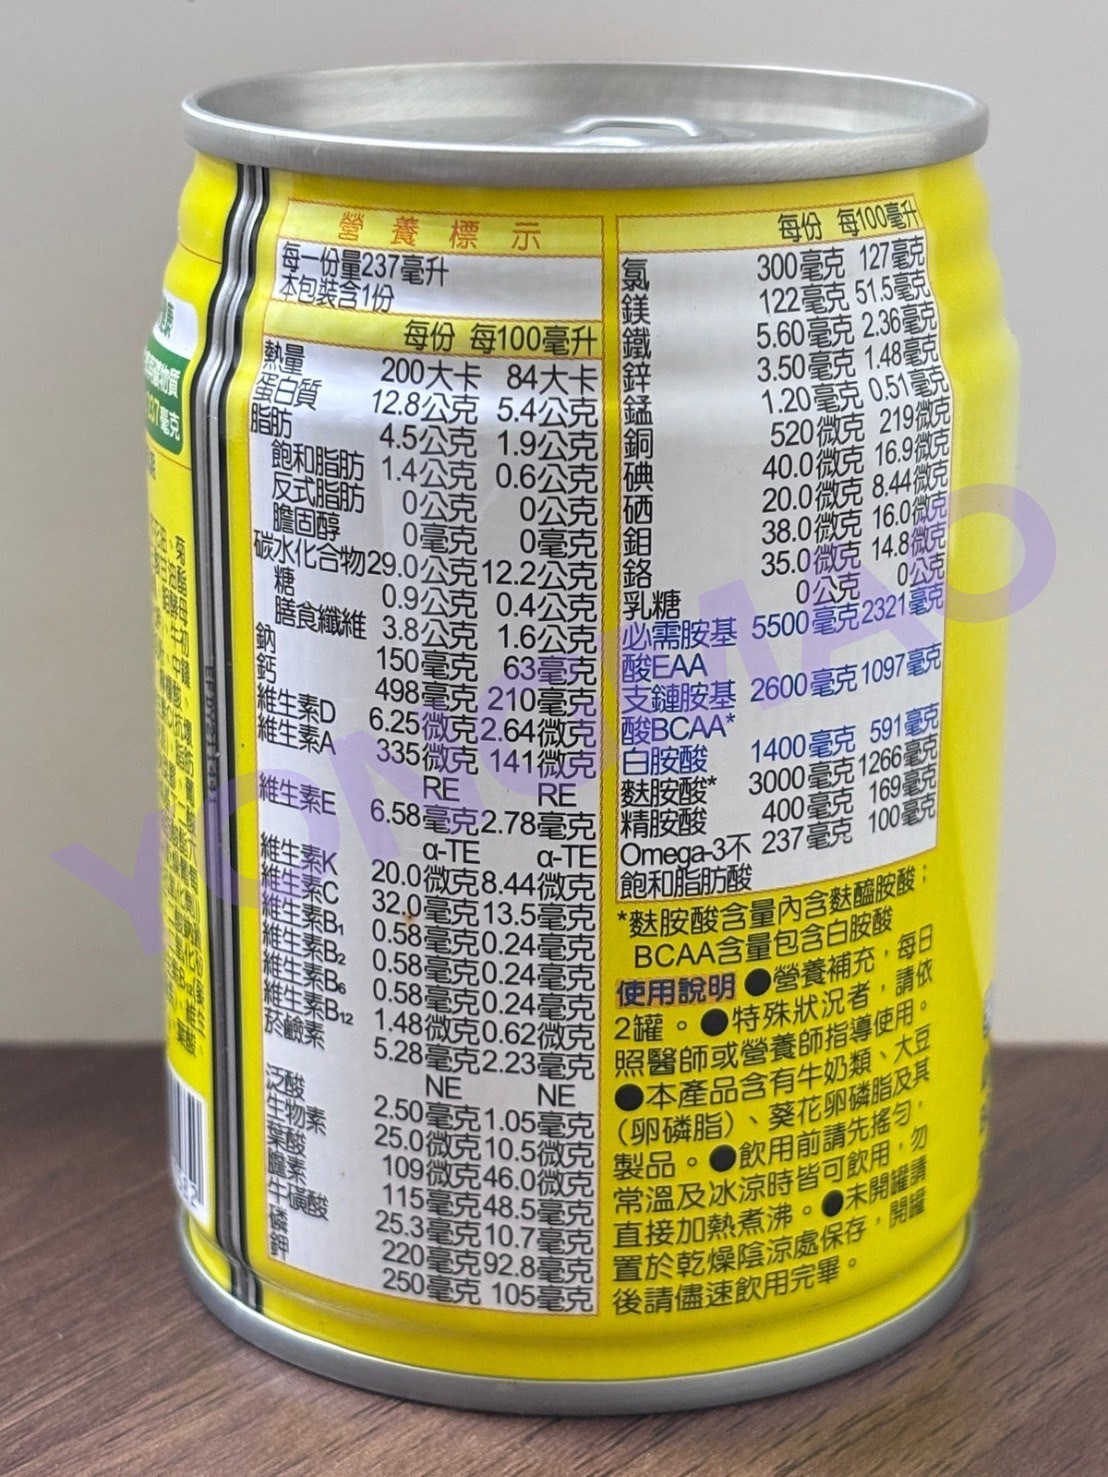 營養標示
每一份量237毫升
本包裝含1份
每份 每100毫升
熱量 200大卡 84大卡
蛋白質 12.8公克 5.4公克
脂肪 4.5公克 1.9公克
飽和脂肪 1.4公克 0.6公克
反式脂肪 0公克 0公克
膽固醇 0毫克 0毫克
碳水化合物 29.0公克 12.2公克
糖 0.9公克 0.4公克
膳食纖維 3.8公克 1.6公克
鈉 150毫克 63毫克
鈣 498毫克 210毫克
維生素D 6.25微克 2.64微克
維生素A 335微克 141微克
RE RE
維生素E 6.58毫克 2.78毫克
α-TE α-TE
維生素K 20.0微克 8.44微克
維生素C 32.0毫克 13.5毫克
維生素B₁ 0.58毫克 0.24毫克
維生素B₂ 0.58毫克 0.24毫克
維生素B₆ 0.58毫克 0.24毫克
維生素B₁₂ 1.48微克 0.62微克
菸鹼素 5.28毫克 2.23毫克
NE NE
泛酸 2.50毫克 1.05毫克
生物素 25.0微克 10.5微克
葉酸 109微克 46.0微克
膽素 115毫克 48.5毫克
牛磺酸 25.3毫克 10.7毫克
磷 220毫克 92.8毫克
鉀 250毫克 105毫克
每份 每100毫升
氯 300毫克 127毫克
鎂 122毫克 51.5毫克
鐵 5.60毫克 2.36毫克
鋅 3.50毫克 1.48毫克
錳 1.20毫克 0.51毫克
銅 520微克 219微克
碘 40.0微克 16.9微克
硒 20.0微克 8.44微克
鉬 38.0微克 16.0微克
鉻 35.0微克 14.8微克
乳糖 0公克 0公克
必需胺基 5500毫克 2321毫克
酸EAA
支鏈胺基 2600毫克 1097毫克
酸BCAA*
白胺酸 1400毫克 591毫克
麩胺酸* 3000毫克 1266毫克
精胺酸 400毫克 169毫克
Omega-3不 237毫克 100毫克
飽和脂肪酸
*麩胺酸含量內含麩醯胺酸;
BCAA含量包含白胺酸
使用說明 ●營養補充,每日
2罐。●特殊狀況者,請依
照醫師或營養師指導使用。
●本產品含有牛奶類、大豆
(卵磷脂)、葵花卵磷脂及其
製品。●飲用前請先搖勻,
常溫及冰涼時皆可飲用,勿
直接加熱煮沸。●未開罐請
置於乾燥陰涼處保存,開罐
後請儘速飲用完畢。
YONGMAO